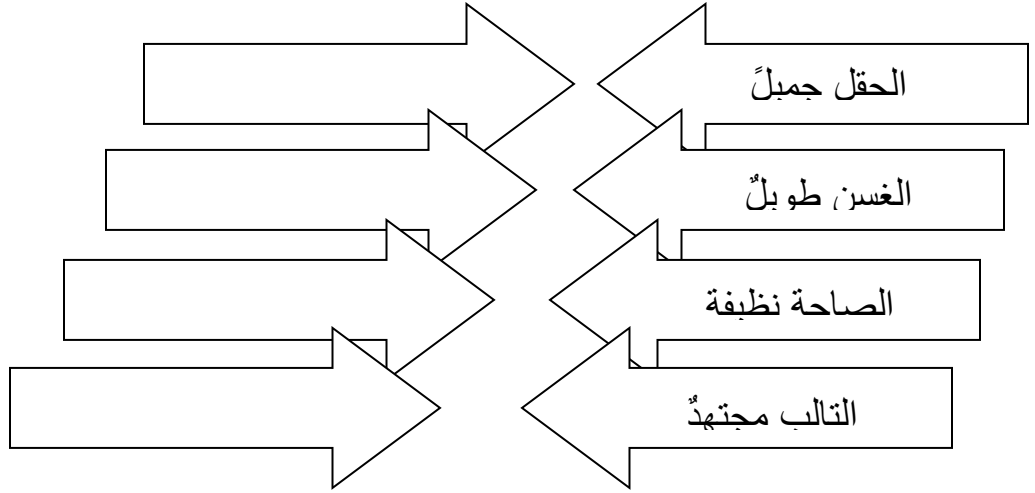 الحقل جميلً
الغسن طويلٌ
الصاحة نظيفة
التالب مجتهدٌ